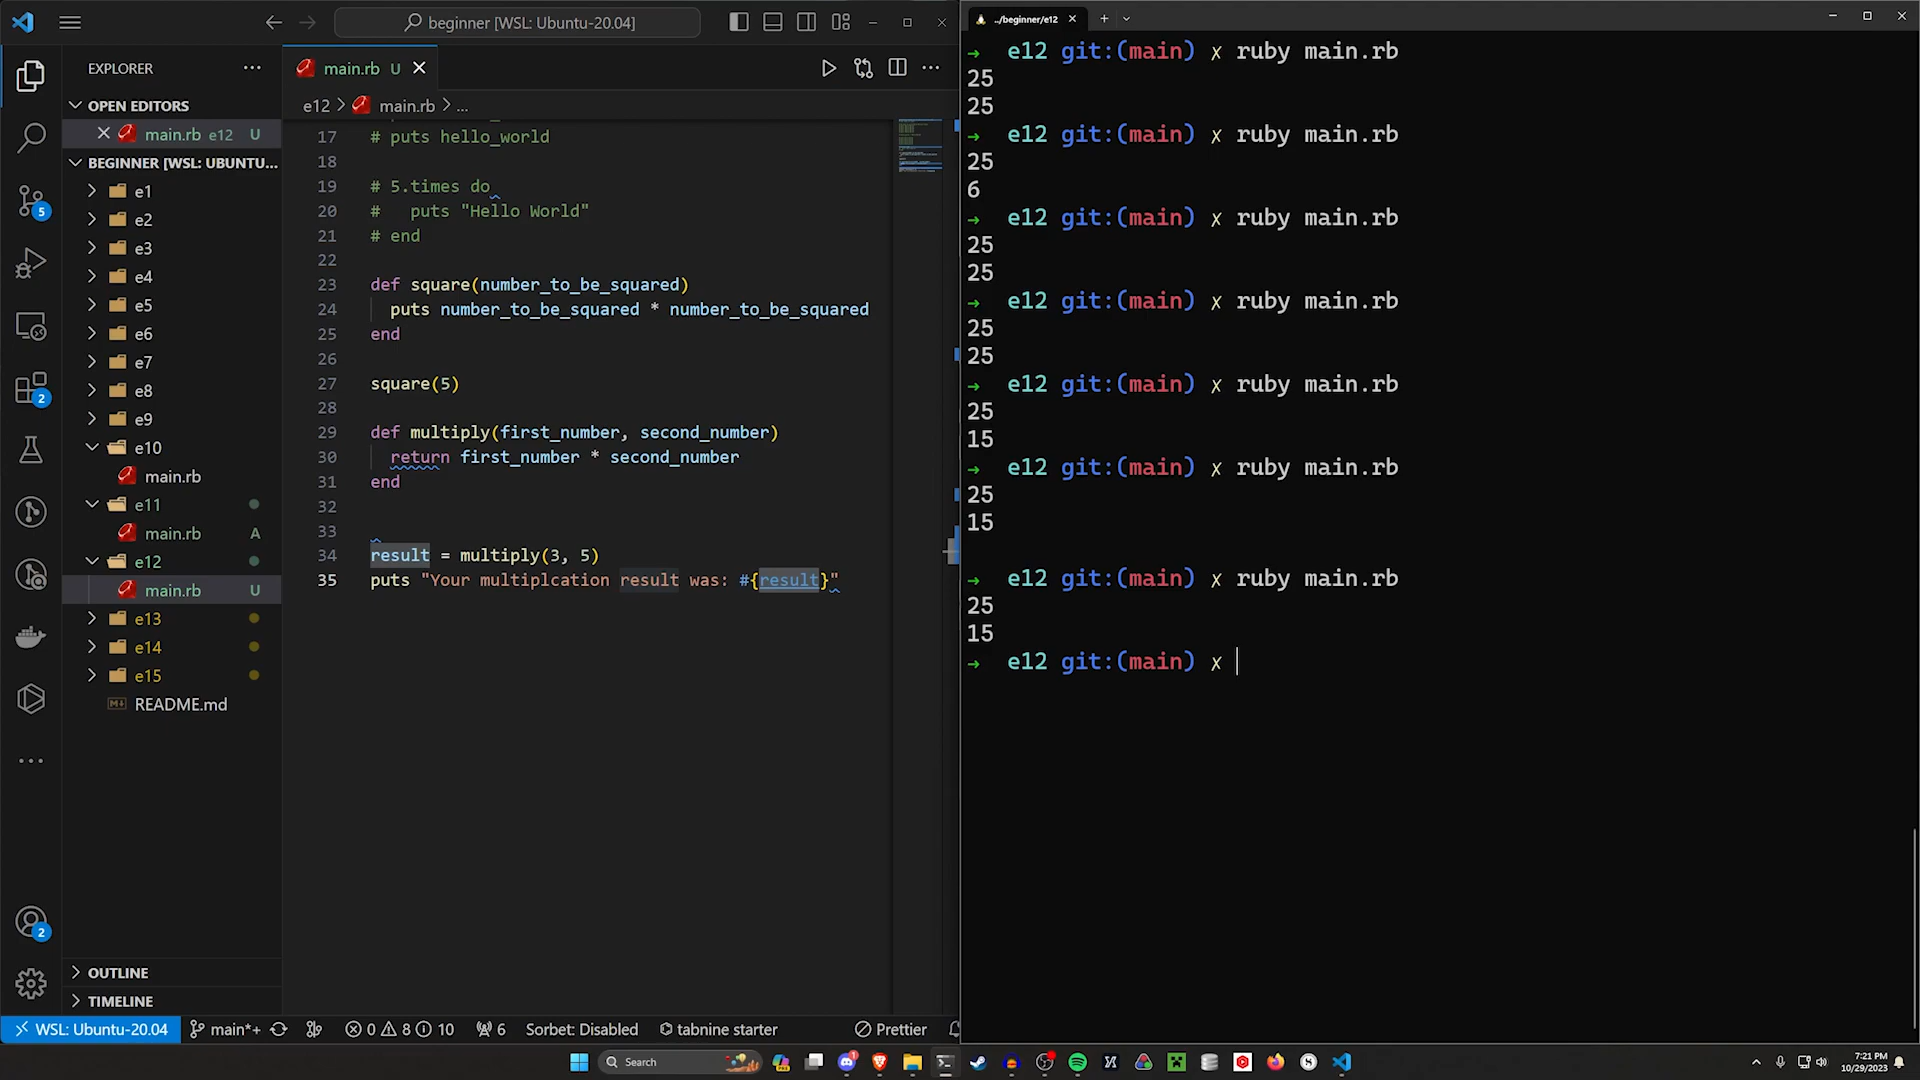 beginner [WSL: Ubuntu-20.04]
EXPLORER
OPEN EDITORS
main.rb e12 U
BEGINNER [WSL: UBUNTU...
e1
e2
e3
e4
e5
e6
e7
e8
e9
e10
main.rb
e11
main.rb A
e12
main.rb U
e13
e14
e15
README.md
OUTLINE
TIMELINE
5
2
2
main.rb U
e12 > main.rb > ...
17 # puts hello_world
18
19 # 5.times do
20 #   puts "Hello World"
21 # end
22
23 def square(number_to_be_squared)
24   puts number_to_be_squared * number_to_be_squared
25 end
26
27 square(5)
28
29 def multiply(first_number, second_number)
30   return first_number * second_number
31 end
32
33
34 result = multiply(3, 5)
35 puts "Your multiplcation result was: #{result}"
../beginner/e12
→ e12 git:(main) ✗ ruby main.rb
25
25
→ e12 git:(main) ✗ ruby main.rb
25
6
→ e12 git:(main) ✗ ruby main.rb
25
25
→ e12 git:(main) ✗ ruby main.rb
25
25
→ e12 git:(main) ✗ ruby main.rb
25
15
→ e12 git:(main) ✗ ruby main.rb
25
15
→ e12 git:(main) ✗ ruby main.rb
25
15
→ e12 git:(main) ✗
WSL: Ubuntu-20.04 main*+ 0 8 10 6 Sorbet: Disabled tabnine starter Prettier
Search
7:21 PM
10/29/2023